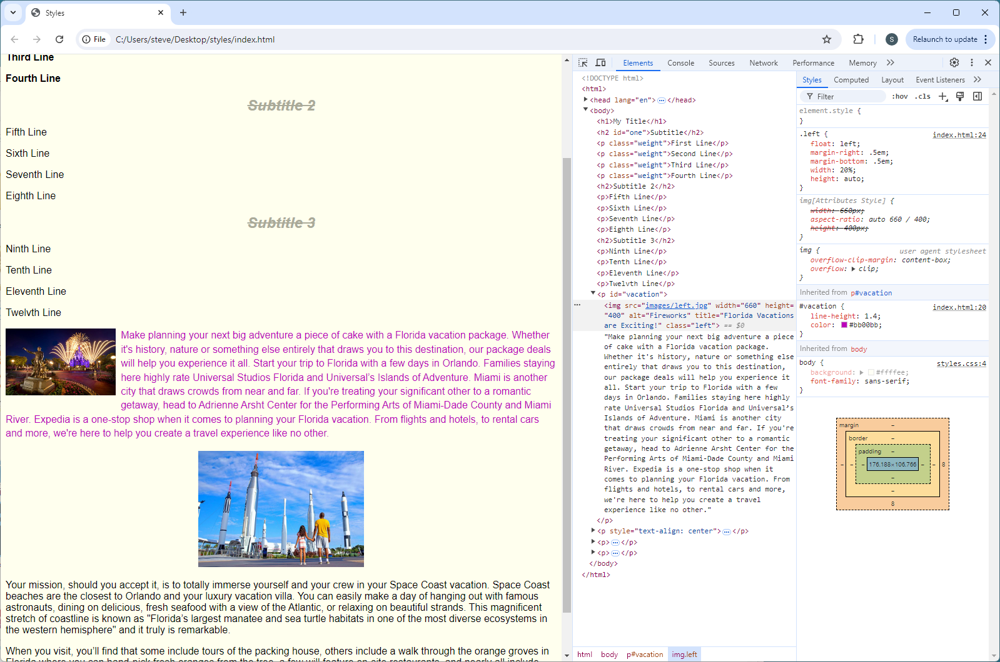 Styles
File
C:/Users/steve/Desktop/styles/index.html
S
Relaunch to update
Third Line
Fourth Line
Subtitle 2
Fifth Line
Sixth Line
Seventh Line
Eighth Line
Subtitle 3
Ninth Line
Tenth Line
Eleventh Line
Twelvth Line
Make planning your next big adventure a piece of cake with a Florida vacation package. Whether
it's history, nature or something else entirely that draws you to this destination, our package deals
will help you experience it all. Start your trip to Florida with a few days in Orlando. Families staying
here highly rate Universal Studios Florida and Universal’s Islands of Adventure. Miami is another
city that draws crowds from near and far. If you're treating your significant other to a romantic
getaway, head to Adrienne Arsht Center for the Performing Arts of Miami-Dade County and Miami
River. Expedia is a one-stop shop when it comes to planning your Florida vacation. From flights and hotels, to rental cars
and more, we're here to help you create a travel experience like no other.
Your mission, should you accept it, is to totally immerse yourself and your crew in your Space Coast vacation. Space Coast
beaches are the closest to Orlando and your luxury vacation villa. You can easily make a day of hanging out with famous
astronauts, dining on delicious, fresh seafood with a view of the Atlantic, or relaxing on beautiful strands. This magnificent
stretch of coastline is known as "Florida’s largest manatee and sea turtle habitats in one of the most diverse ecosystems in
the western hemisphere" and it truly is remarkable.
When you visit, you’ll find that some include tours of the packing house, others include a walk through the orange groves in
Florida where you can hand-pick fresh oranges from the tree, a few will feature on-site restaurants, and nearly all include
Elements Console Sources Network Performance Memory
<!DOCTYPE html>
<html>
<head lang="en"> … </head>
<body>
<h1>My Title</h1>
<h2 id="one">Subtitle</h2>
<p class="weight">First Line</p>
<p class="weight">Second Line</p>
<p class="weight">Third Line</p>
<p class="weight">Fourth Line</p>
<h2>Subtitle 2</h2>
<p>Fifth Line</p>
<p>Sixth Line</p>
<p>Seventh Line</p>
<p>Eighth Line</p>
<h2>Subtitle 3</h2>
<p>Ninth Line</p>
<p>Tenth Line</p>
<p>Eleventh Line</p>
<p>Twelvth Line</p>
<p id="vacation">
<img src="images/left.jpg" width="660" height=
"400" alt="Fireworks" title="Florida Vacations
are Exciting!" class="left"> == $0
"Make planning your next big adventure a piece
of cake with a Florida vacation package.
Whether it's history, nature or something else
entirely that draws you to this destination,
our package deals will help you experience it
all. Start your trip to Florida with a few
days in Orlando. Families staying here highly
rate Universal Studios Florida and Universal’s
Islands of Adventure. Miami is another city
that draws crowds from near and far. If you're
treating your significant other to a romantic
getaway, head to Adrienne Arsht Center for the
Performing Arts of Miami-Dade County and Miami
River. Expedia is a one-stop shop when it
comes to planning your Florida vacation. From
flights and hotels, to rental cars and more,
we're here to help you create a travel
experience like no other."
</p>
<p style="text-align: center"> … </p>
<p> … </p>
<p> … </p>
</body>
</html>
html body p#vacation img.left
Styles Computed Layout Event Listeners
Filter :hov .cls
element.style {
}
.left { index.html:24
float: left;
margin-right: .5em;
margin-bottom: .5em;
width: 20%;
height: auto;
}
img[Attributes Style] {
width: 660px;
aspect-ratio: auto 660 / 400;
height: 400px;
}
img { user agent stylesheet
overflow-clip-margin: content-box;
overflow: clip;
}
Inherited from p#vacation
#vacation { index.html:20
line-height: 1.4;
color: #bb00bb;
}
Inherited from body
body { styles.css:4
background: #ffffee;
font-family: sans-serif;
}
margin -
border -
padding -
- - - 176.188×106.766 - - 8
-
-
8